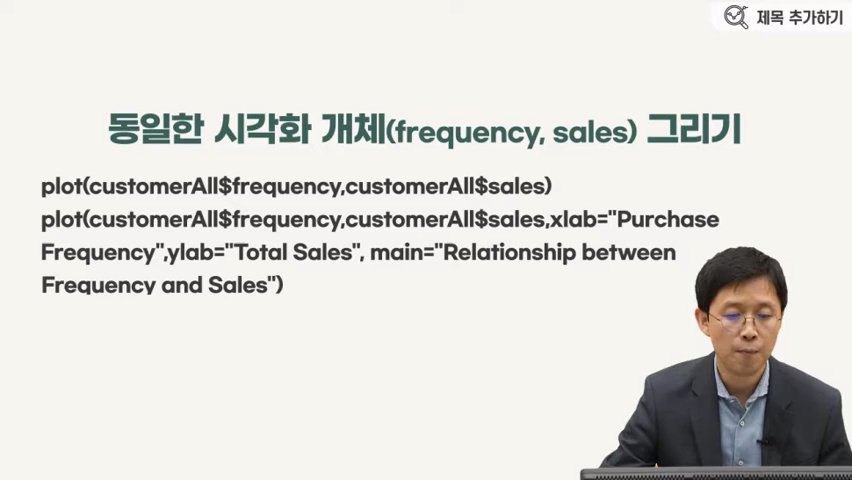 제목 추가하기
동일한 시각화 개체(frequency, sales) 그리기
plot(customerAll$frequency,customerAll$sales)
plot(customerAll$frequency,customerAll$sales,xlab="Purchase
Frequency",ylab="Total Sales", main="Relationship between
Frequency and Sales")